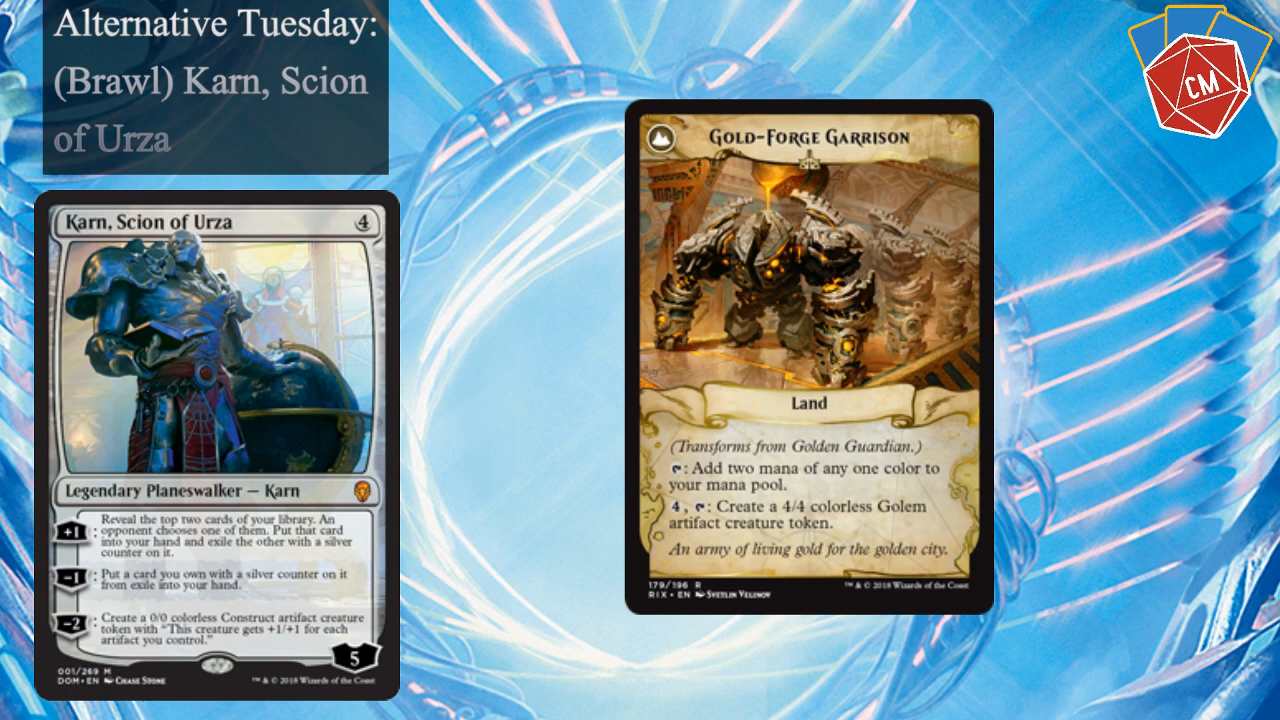 Alternative Tuesday:
(Brawl) Karn, Scion
of Urza
CM
Karn, Scion of Urza
4
Legendary Planeswalker — Karn
+1: Reveal the top two cards of your library. An
opponent chooses one of them. Put that card
into your hand and exile the other with a silver
counter on it.
−1: Put a card you own with a silver counter on it
from exile into your hand.
−2: Create a 0/0 colorless Construct artifact creature
token with “This creature gets +1/+1 for each
artifact you control.”
5
001/269 M
DOM • EN Chase Stone
™ & © 2018 Wizards of the Coast
Gold-Forge Garrison
Land
(Transforms from Golden Guardian.)
: Add two mana of any one color to
your mana pool.
4, : Create a 4/4 colorless Golem
artifact creature token.
An army of living gold for the golden city.
179/196 R
RIX • EN Svetlin Velinov
™ & © 2018 Wizards of the Coast